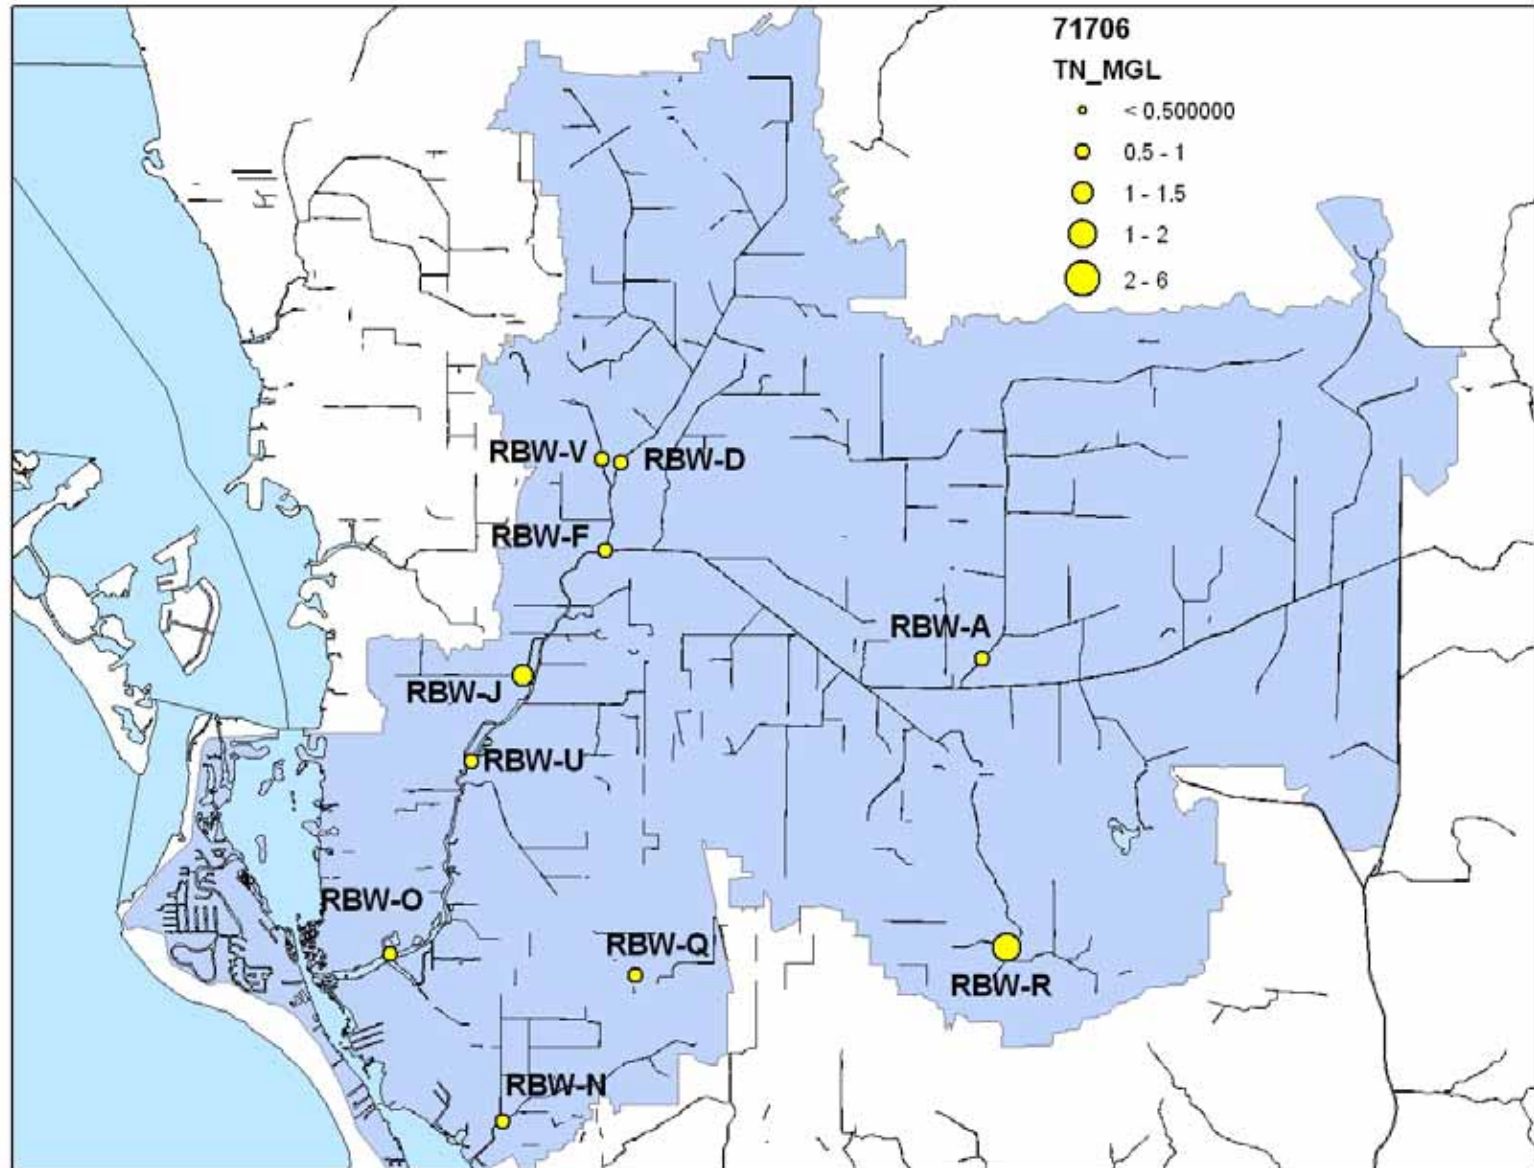 71706
TN_MGL
< 0.500000
0.5 - 1
1 - 1.5
1 - 2
2 - 6
RBW-V
RBW-D
RBW-F
RBW-A
RBW-J
RBW-U
RBW-O
RBW-Q
RBW-R
RBW-N